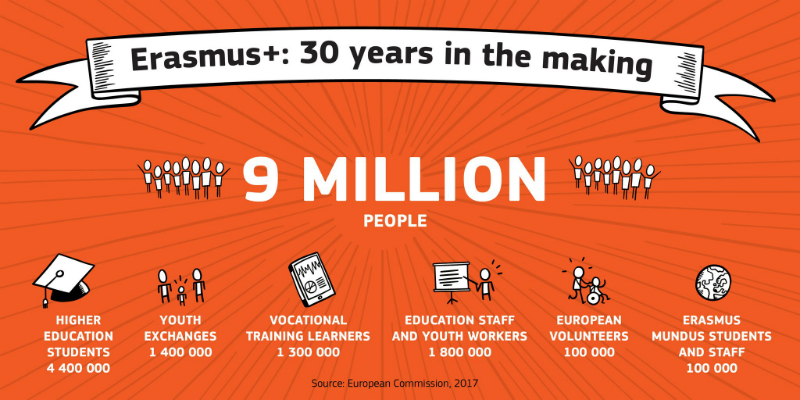 Erasmus+: 30 years in the making
9 MILLION
PEOPLE
HIGHER
EDUCATION
STUDENTS
4 400 000
YOUTH
EXCHANGES
1 400 000
VOCATIONAL
TRAINING LEARNERS
1 300 000
EDUCATION STAFF
AND YOUTH WORKERS
1 800 000
EUROPEAN
VOLUNTEERS
100 000
ERASMUS
MUNDUS STUDENTS
AND STAFF
100 000
Source: European Commission, 2017